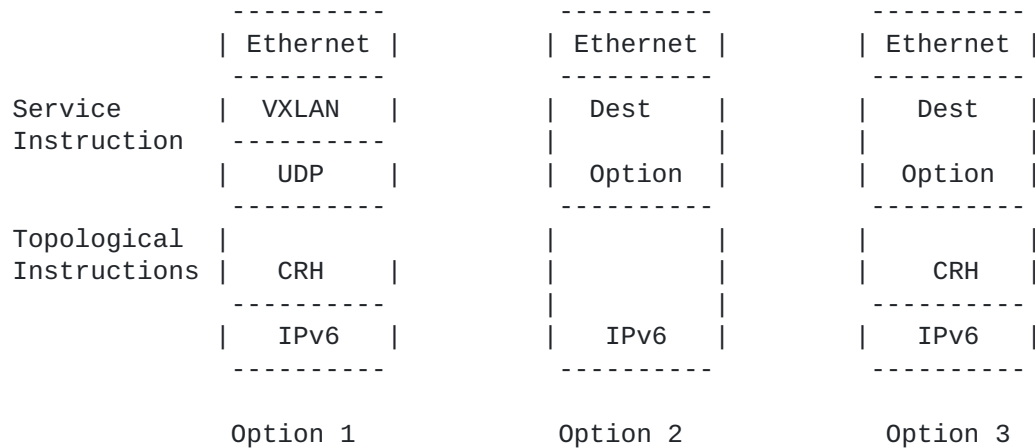 ----------           ----------           ----------
            | Ethernet |         | Ethernet |         | Ethernet |
             ----------           ----------           ----------
Service     |  VXLAN   |         |  Dest    |         |   Dest   |
Instruction  ----------          |          |         |          |
            |   UDP    |         |  Option  |         |  Option  |
             ----------           ----------           ----------
Topological |                    |          |         |          |
Instructions|   CRH    |         |          |         |    CRH   |
             ----------          |          |          ----------
            |   IPv6   |         |   IPv6   |         |   IPv6   |
             ----------           ----------           ----------
             Option 1             Option 2             Option 3